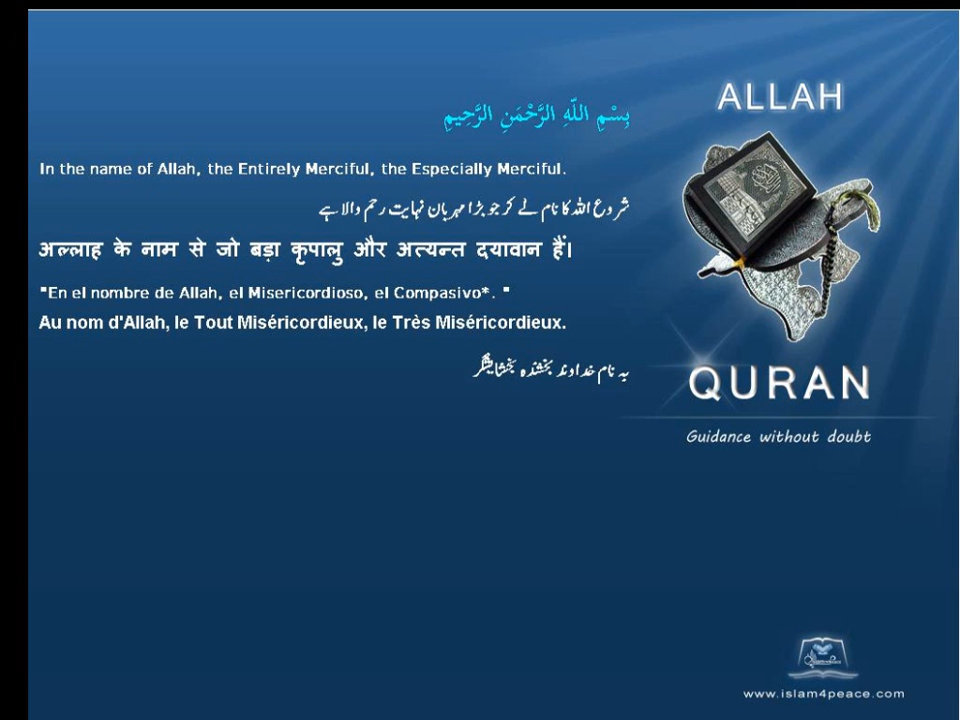 بِسْمِ اللَّهِ الرَّحْمَنِ الرَّحِيمِ
In the name of Allah, the Entirely Merciful, the Especially Merciful.
شروع الله کا نام لے کر جو بڑا مہربان نہایت رحم والا ہے
अल्लाह के नाम से जो बड़ा कृपालु और अत्यन्त दयावान हैं।
"En el nombre de Allah, el Misericordioso, el Compasivo*. "
Au nom d'Allah, le Tout Miséricordieux, le Très Miséricordieux.
به نام خداوند بخشنده بخشایشگر
ALLAH
QURAN
Guidance without doubt
www.islam4peace.com